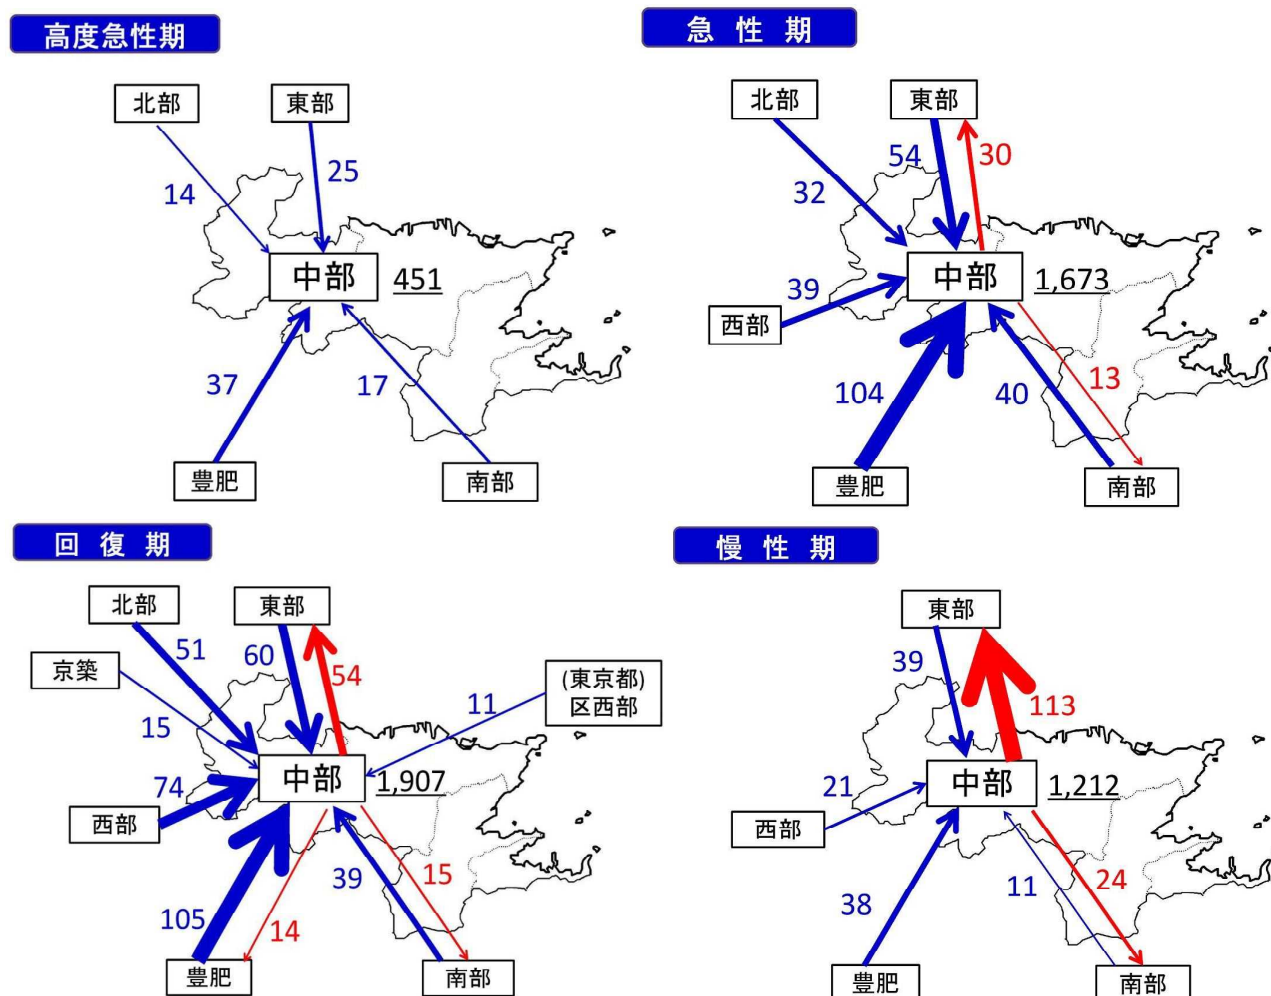 高度急性期
北部
東部
14
25
中部
451
37
17
豊肥
南部
急性期
北部
東部
54
30
32
中部
1,673
39
西部
104
40
13
豊肥
南部
回復期
北部
東部
51
60
54
京築
(東京都)
区西部
15
11
中部
74
1,907
西部
39
15
105
14
豊肥
南部
慢性期
東部
39
113
中部
21
1,212
西部
38
11
24
豊肥
南部